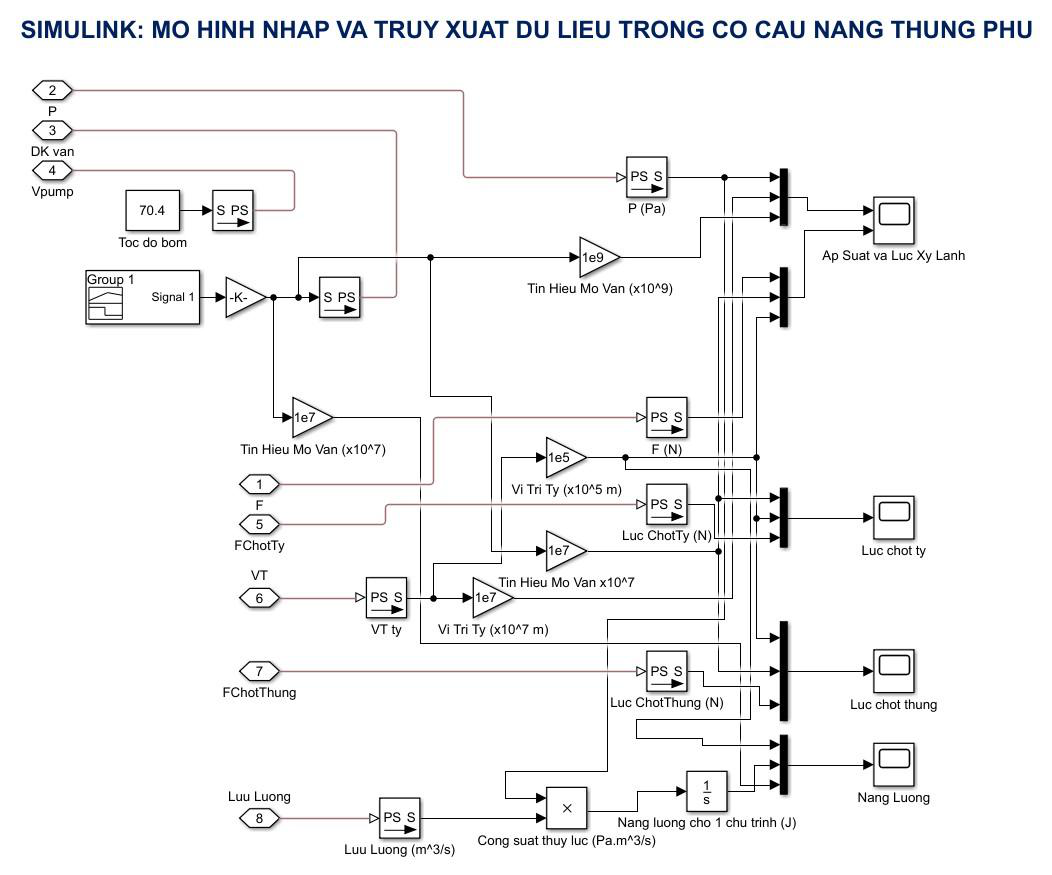 SIMULINK: MO HINH NHAP VA TRUY XUAT DU LIEU TRONG CO CAU NANG THUNG PHU
2
P
3
DK van
4
Vpump
70.4
Toc do bom
S PS
PS S
P (Pa)
Ap Suat va Luc Xy Lanh
1e9
Tin Hieu Mo Van (x10^9)
Group 1
Signal 1
-K-
S PS
1e7
Tin Hieu Mo Van (x10^7)
PS S
F (N)
1e5
Vi Tri Ty (x10^5 m)
1
F
5
FChotTy
PS S
Luc ChotTy (N)
Luc chot ty
1e7
Tin Hieu Mo Van x10^7
VT
6
PS S
VT ty
1e7
Vi Tri Ty (x10^7 m)
7
FChotThung
PS S
Luc ChotThung (N)
Luc chot thung
Luu Luong
8
PS S
Luu Luong (m^3/s)
×
Cong suat thuy luc (Pa.m^3/s)
1
s
Nang luong cho 1 chu trinh (J)
Nang Luong